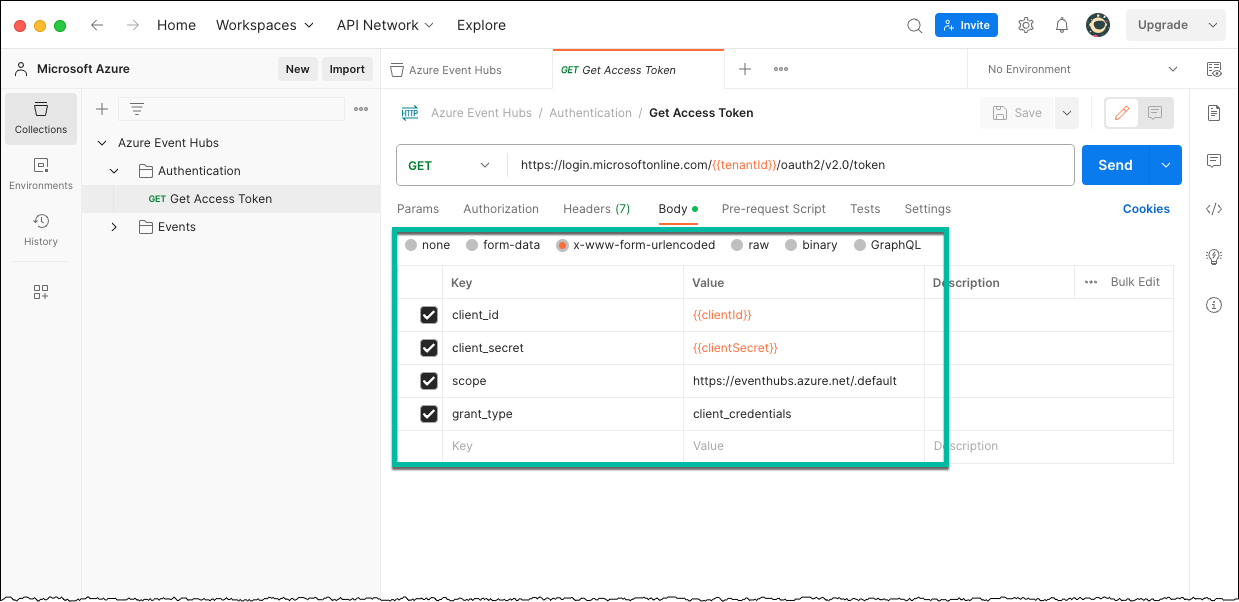 Home Workspaces API Network Explore Invite Upgrade
Microsoft Azure New Import Azure Event Hubs GET Get Access Token No Environment
Collections
Environments
History
Azure Event Hubs
Authentication
GET Get Access Token
Events
HTTP Azure Event Hubs / Authentication / Get Access Token Save
GET https://login.microsoftonline.com/{{tenantId}}/oauth2/v2.0/token Send
Params Authorization Headers (7) Body Pre-request Script Tests Settings Cookies
none form-data x-www-form-urlencoded raw binary GraphQL
Key Value Description Bulk Edit
client_id {{clientId}}
client_secret {{clientSecret}}
scope https://eventhubs.azure.net/.default
grant_type client_credentials
Key Value Description